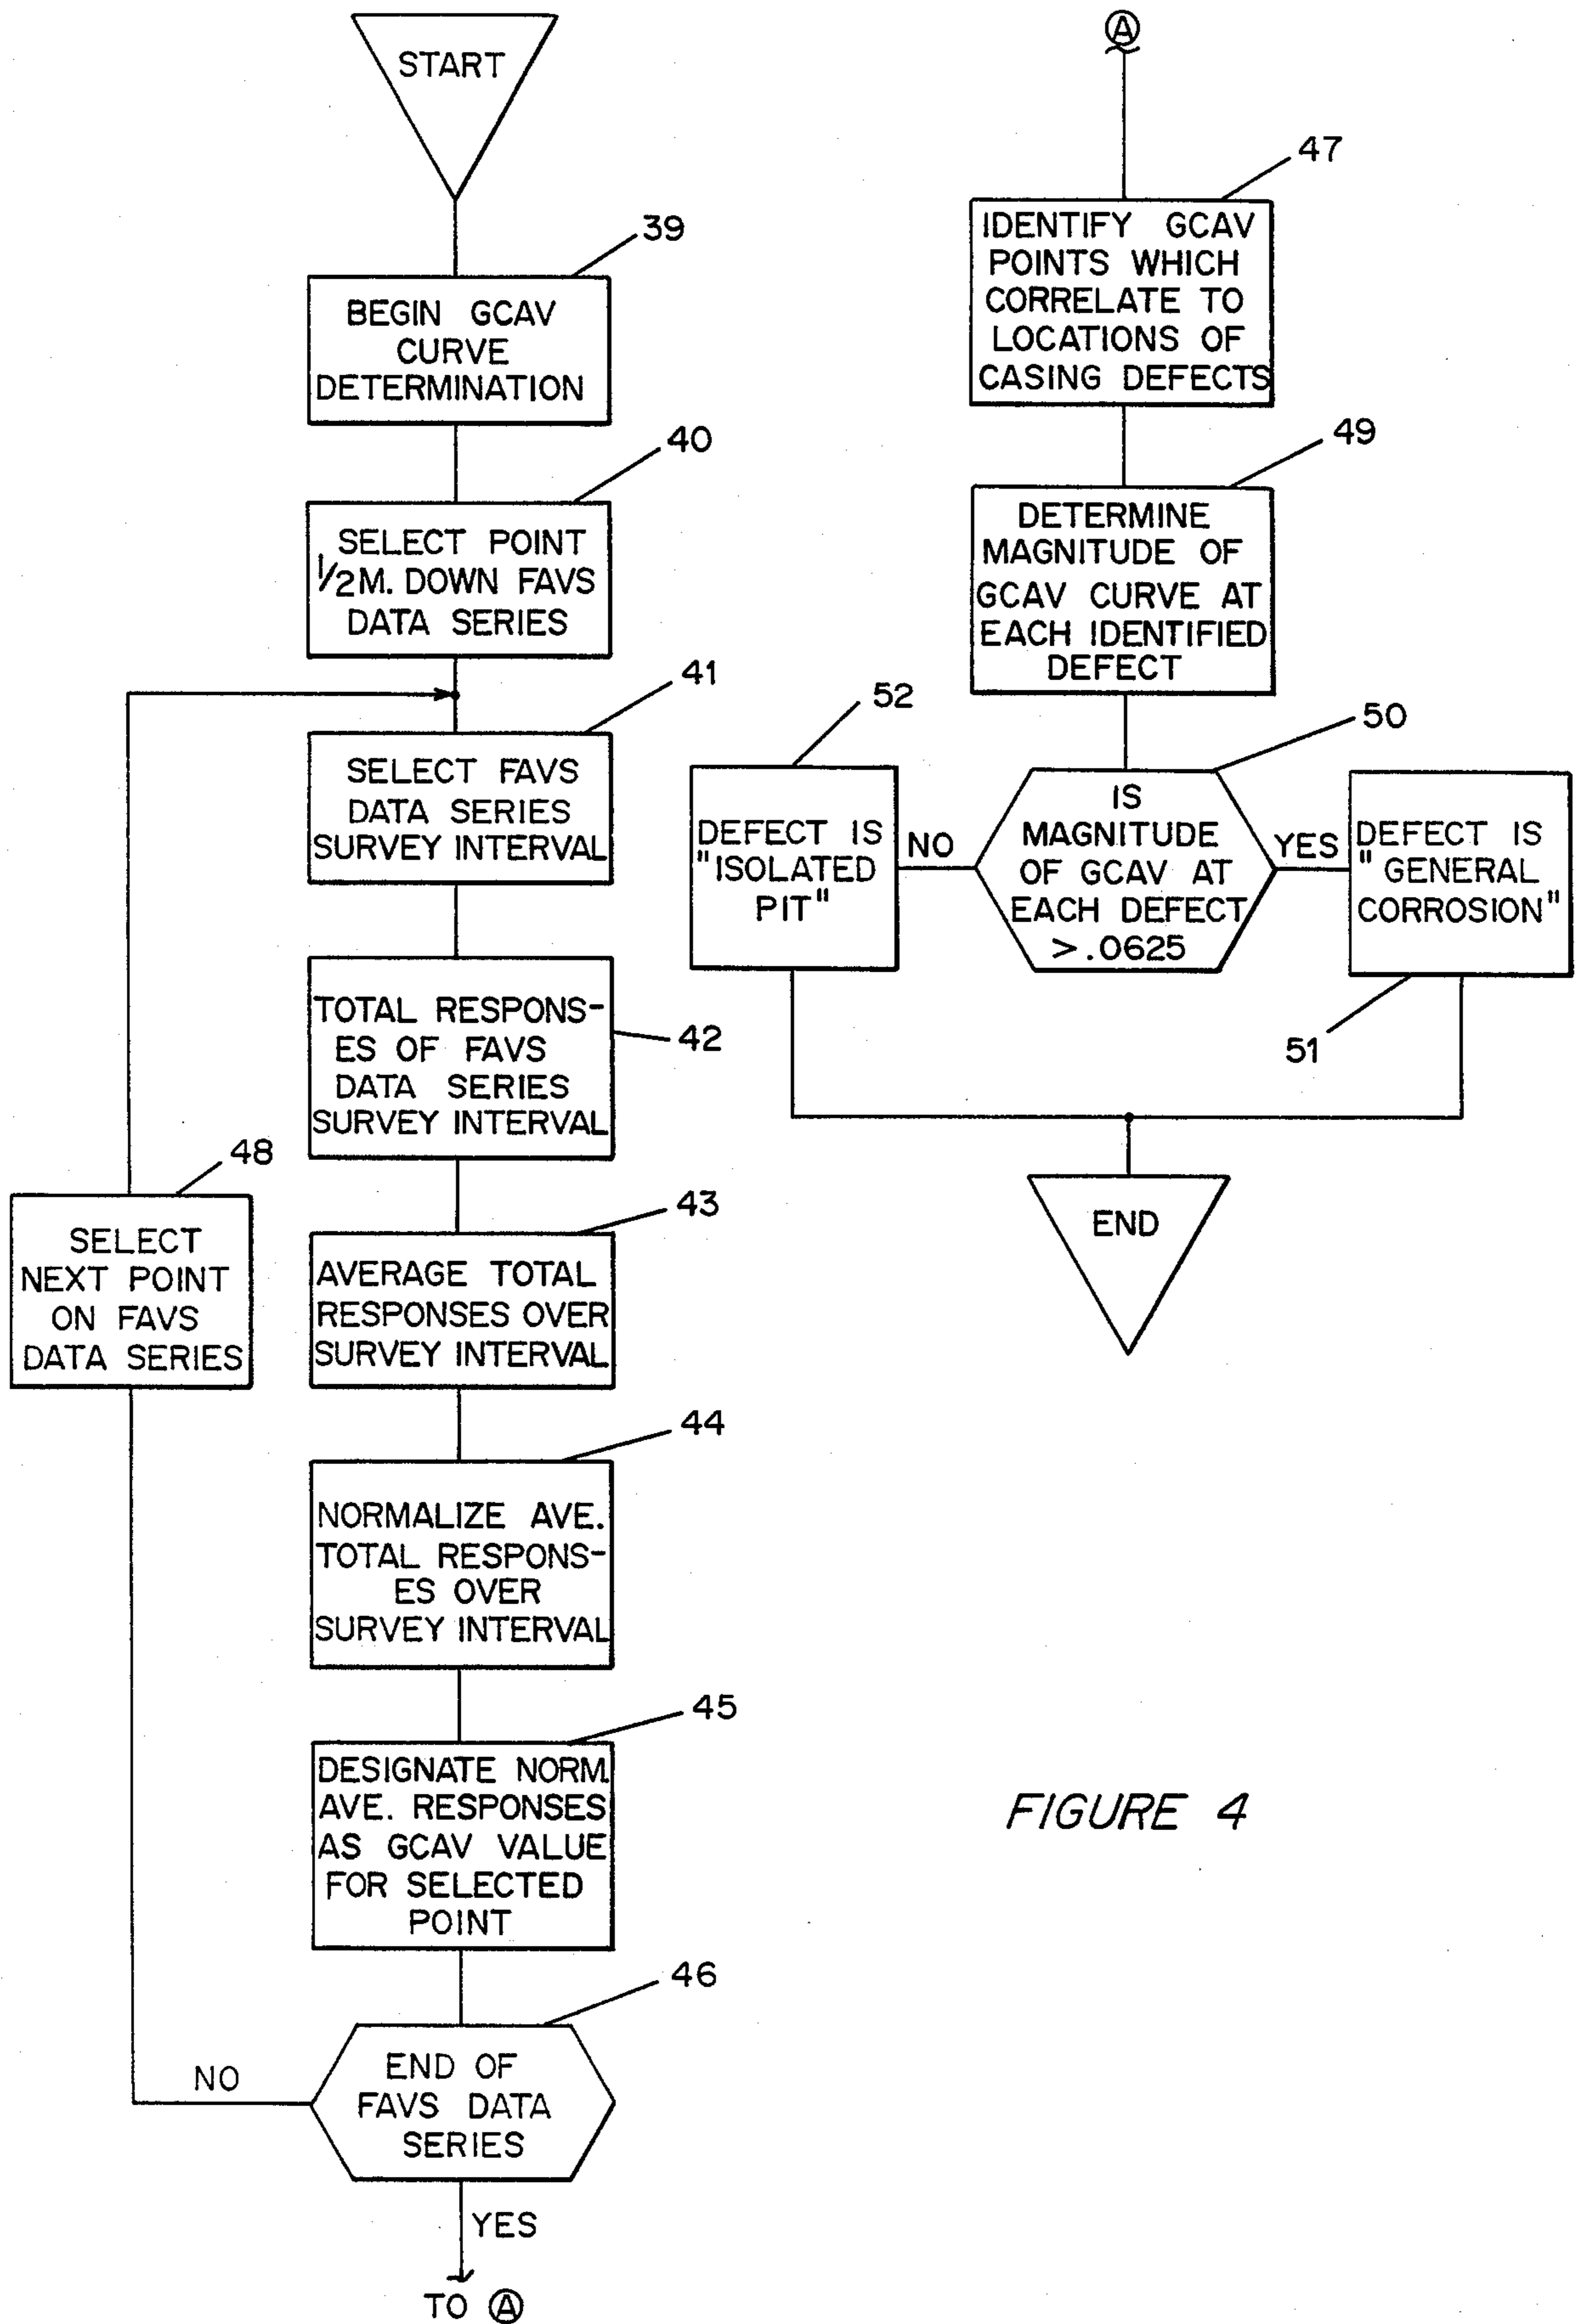 START
39
BEGIN GCAV
CURVE
DETERMINATION
40
SELECT POINT
1/2M. DOWN FAVS
DATA SERIES
41
SELECT FAVS
DATA SERIES
SURVEY INTERVAL
42
TOTAL RESPONS-
ES OF FAVS
DATA SERIES
SURVEY INTERVAL
43
AVERAGE TOTAL
RESPONSES OVER
SURVEY INTERVAL
44
NORMALIZE AVE.
TOTAL RESPONS-
ES OVER
SURVEY INTERVAL
45
DESIGNATE NORM.
AVE. RESPONSES
AS GCAV VALUE
FOR SELECTED
POINT
46
END OF
FAVS DATA
SERIES
NO
48
SELECT
NEXT POINT
ON FAVS
DATA SERIES
YES
TO Ⓐ
Ⓐ
47
IDENTIFY GCAV
POINTS WHICH
CORRELATE TO
LOCATIONS OF
CASING DEFECTS
49
DETERMINE
MAGNITUDE OF
GCAV CURVE AT
EACH IDENTIFIED
DEFECT
50
IS
MAGNITUDE
OF GCAV AT
EACH DEFECT
>.0625
NO
52
DEFECT IS
"ISOLATED
PIT"
YES
DEFECT IS
"GENERAL
CORROSION"
51
END
FIGURE 4